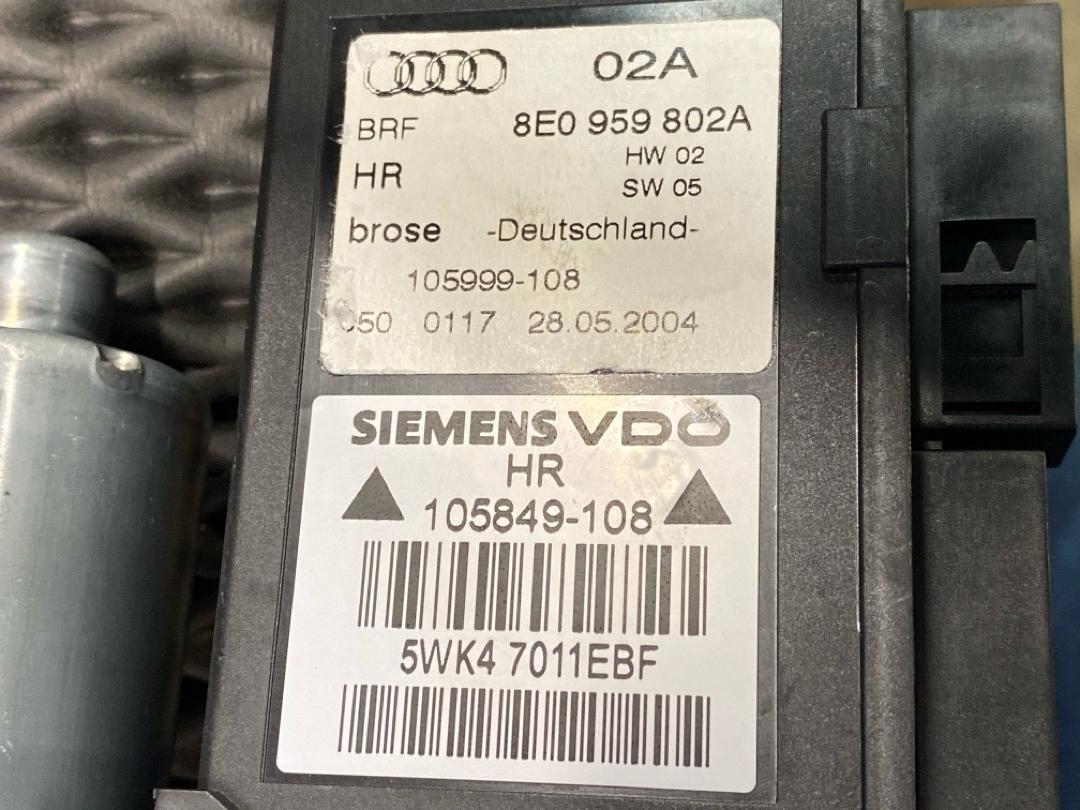 02A
BRF 8E0 959 802A
HW 02
HR
SW 05
brose -Deutschland-
105999-108
0117 28.05.2004
SIEMENS VDO
HR
105849-108
5WK4 7011EBF